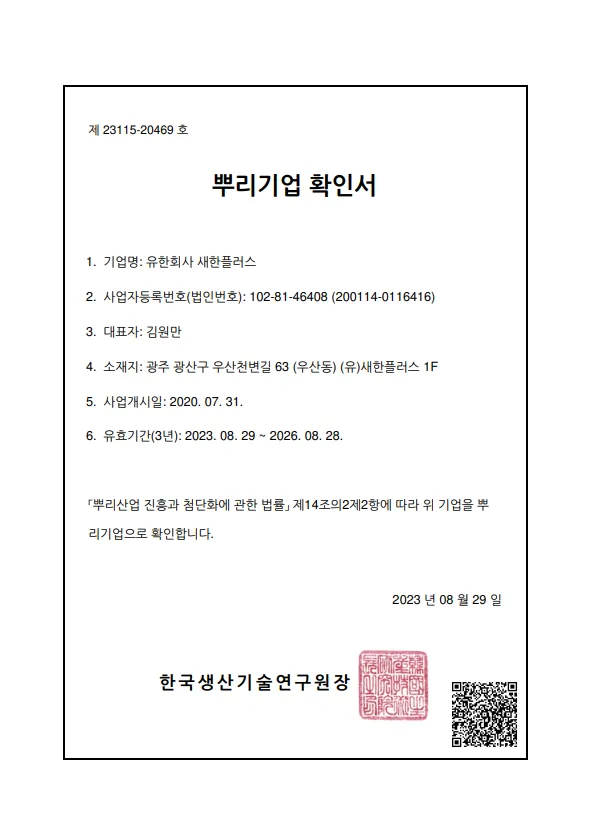 제 23115-20469 호
뿌리기업 확인서
1. 기업명: 유한회사 새한플러스
2. 사업자등록번호(법인번호): 102-81-46408 (200114-0116416)
3. 대표자: 김원만
4. 소재지: 광주 광산구 우산천변길 63 (우산동) (유)새한플러스 1F
5. 사업개시일: 2020. 07. 31.
6. 유효기간(3년): 2023. 08. 29 ~ 2026. 08. 28.
「뿌리산업 진흥과 첨단화에 관한 법률」 제14조의2제2항에 따라 위 기업을 뿌
리기업으로 확인합니다.
2023 년 08 월 29 일
한국생산기술연구원장